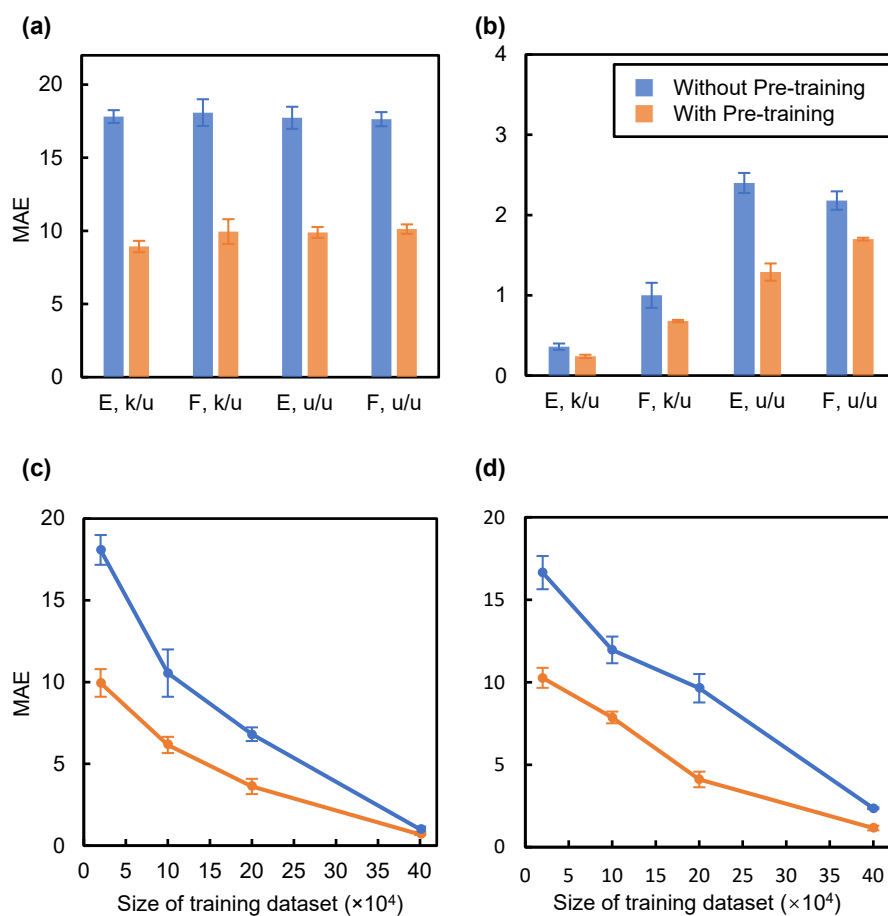 (a)
20
15
10
5
0
MAE
E, k/u F, k/u E, u/u F, u/u
(b)
4
3
2
1
0
Without Pre-training
With Pre-training
E, k/u F, k/u E, u/u F, u/u
(c)
20
15
10
5
0
MAE
0 5 10 15 20 25 30 35 40
Size of training dataset (×10⁴)
(d)
20
15
10
5
0
0 5 10 15 20 25 30 35 40
Size of training dataset (×10⁴)